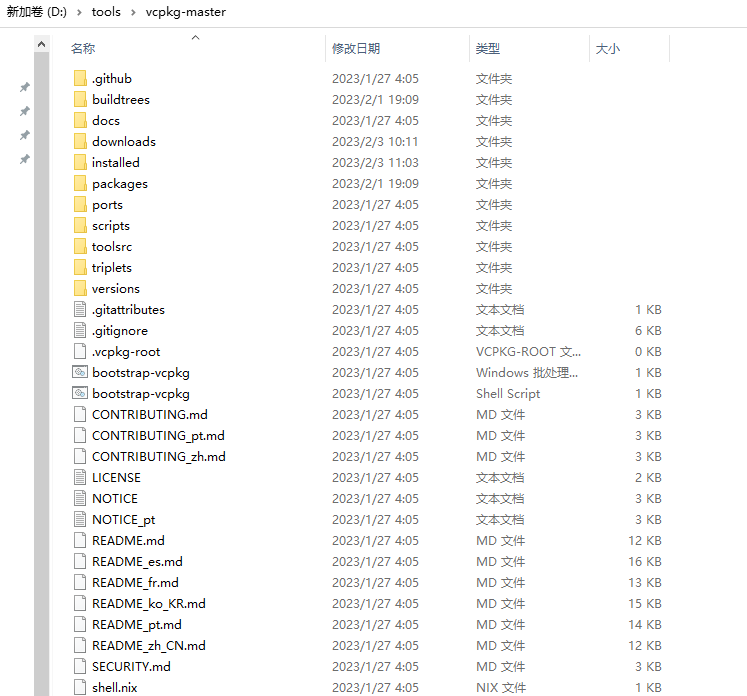 新加卷 (D:) › tools › vcpkg-master
名称 修改日期 类型 大小
.github 2023/1/27 4:05 文件夹
buildtrees 2023/2/1 19:09 文件夹
docs 2023/1/27 4:05 文件夹
downloads 2023/2/3 10:11 文件夹
installed 2023/2/3 11:03 文件夹
packages 2023/2/1 19:09 文件夹
ports 2023/1/27 4:05 文件夹
scripts 2023/1/27 4:05 文件夹
toolsrc 2023/1/27 4:05 文件夹
triplets 2023/1/27 4:05 文件夹
versions 2023/1/27 4:05 文件夹
.gitattributes 2023/1/27 4:05 文本文档 1 KB
.gitignore 2023/1/27 4:05 文本文档 6 KB
.vcpkg-root 2023/1/27 4:05 VCPKG-ROOT 文... 0 KB
bootstrap-vcpkg 2023/1/27 4:05 Windows 批处理... 1 KB
bootstrap-vcpkg 2023/1/27 4:05 Shell Script 1 KB
CONTRIBUTING.md 2023/1/27 4:05 MD 文件 3 KB
CONTRIBUTING_pt.md 2023/1/27 4:05 MD 文件 3 KB
CONTRIBUTING_zh.md 2023/1/27 4:05 MD 文件 3 KB
LICENSE 2023/1/27 4:05 文本文档 2 KB
NOTICE 2023/1/27 4:05 文本文档 3 KB
NOTICE_pt 2023/1/27 4:05 文本文档 3 KB
README.md 2023/1/27 4:05 MD 文件 12 KB
README_es.md 2023/1/27 4:05 MD 文件 16 KB
README_fr.md 2023/1/27 4:05 MD 文件 13 KB
README_ko_KR.md 2023/1/27 4:05 MD 文件 15 KB
README_pt.md 2023/1/27 4:05 MD 文件 14 KB
README_zh_CN.md 2023/1/27 4:05 MD 文件 12 KB
SECURITY.md 2023/1/27 4:05 MD 文件 3 KB
shell.nix 2023/1/27 4:05 NIX 文件 1 KB